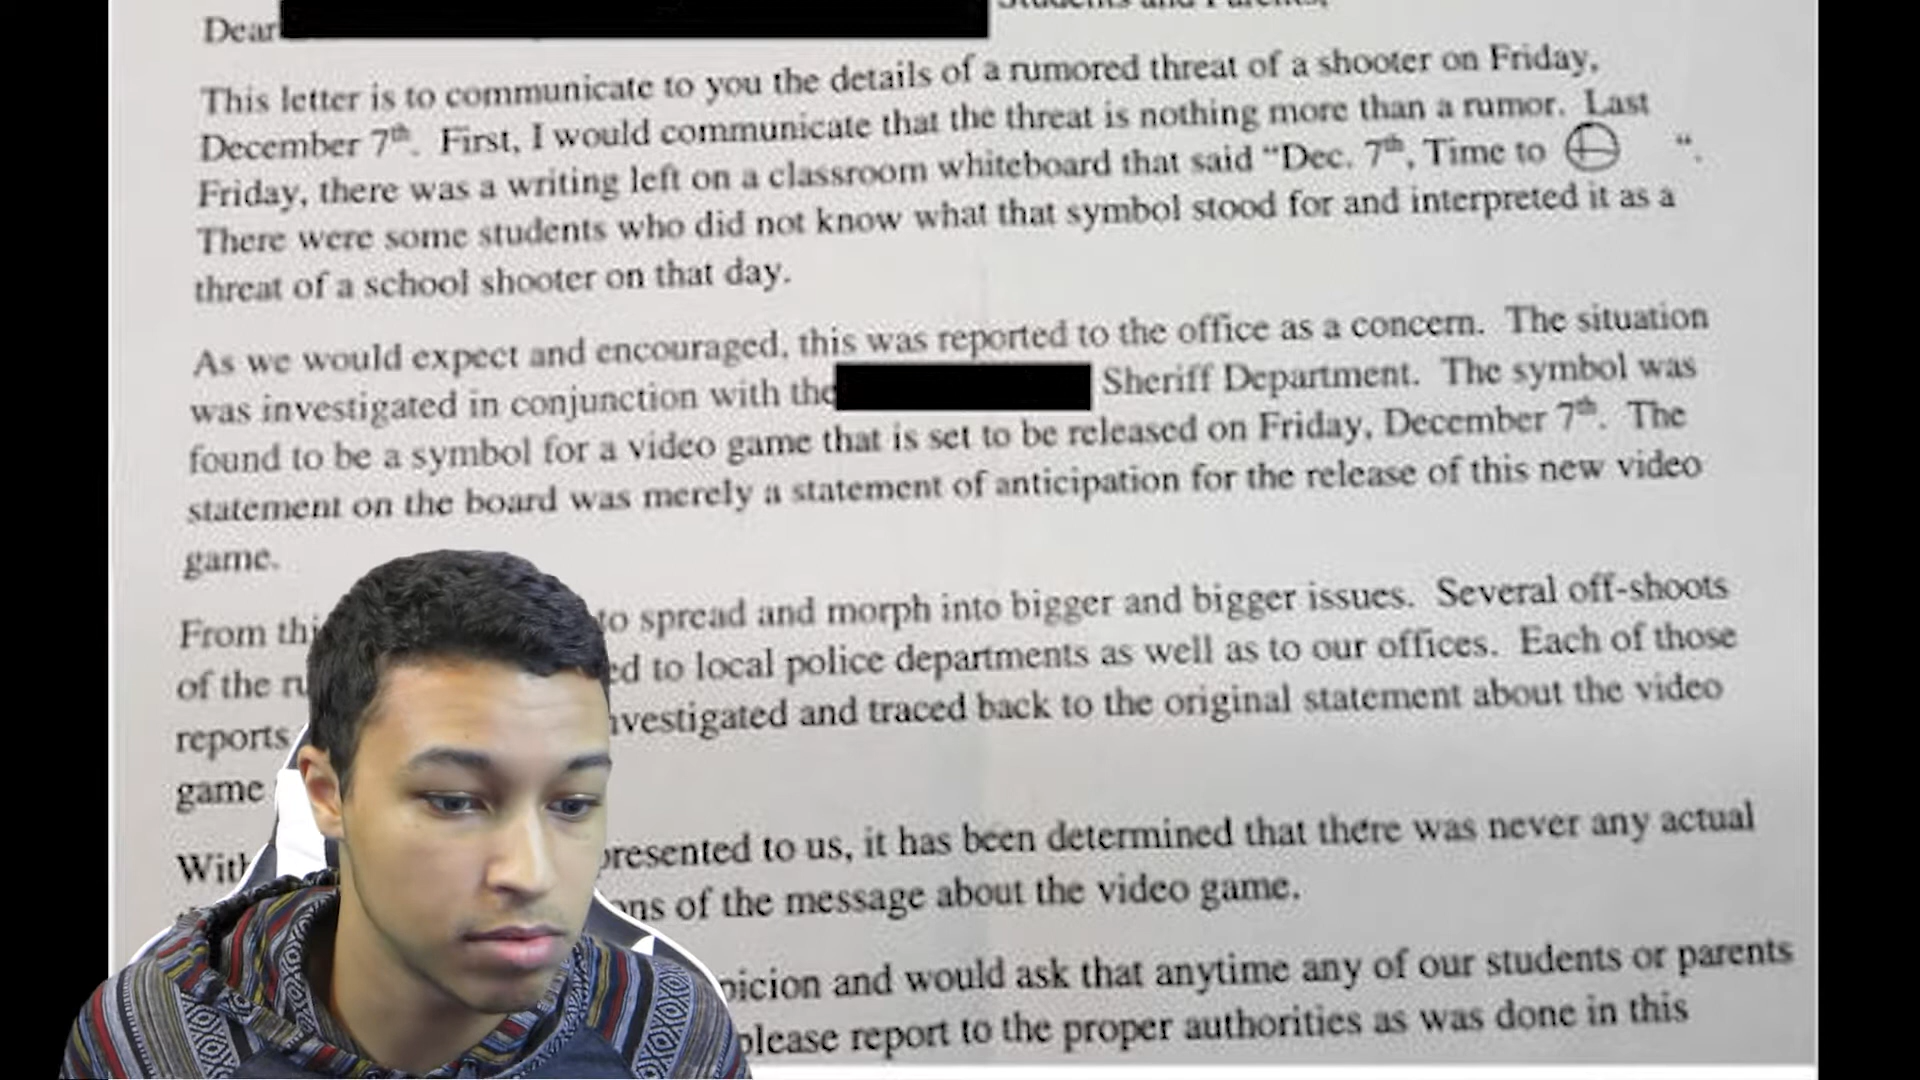 Dear Students and Parents,
This letter is to communicate to you the details of a rumored threat of a shooter on Friday,
December 7th. First, I would communicate that the threat is nothing more than a rumor. Last
Friday, there was a writing left on a classroom whiteboard that said “Dec. 7th, Time to “.
There were some students who did not know what that symbol stood for and interpreted it as a
threat of a school shooter on that day.
As we would expect and encouraged, this was reported to the office as a concern. The situation
was investigated in conjunction with the Sheriff Department. The symbol was
found to be a symbol for a video game that is set to be released on Friday, December 7th. The
statement on the board was merely a statement of anticipation for the release of this new video
game.
From to spread and morph into bigger and bigger issues. Several off-shoots
of the to local police departments as well as to our offices. Each of those
reports and traced back to the original statement about the video
game
to us, it has been determined that there was never any actual
of the message about the video game.
and would ask that anytime any of our students or parents
please report to the proper authorities as was done in this